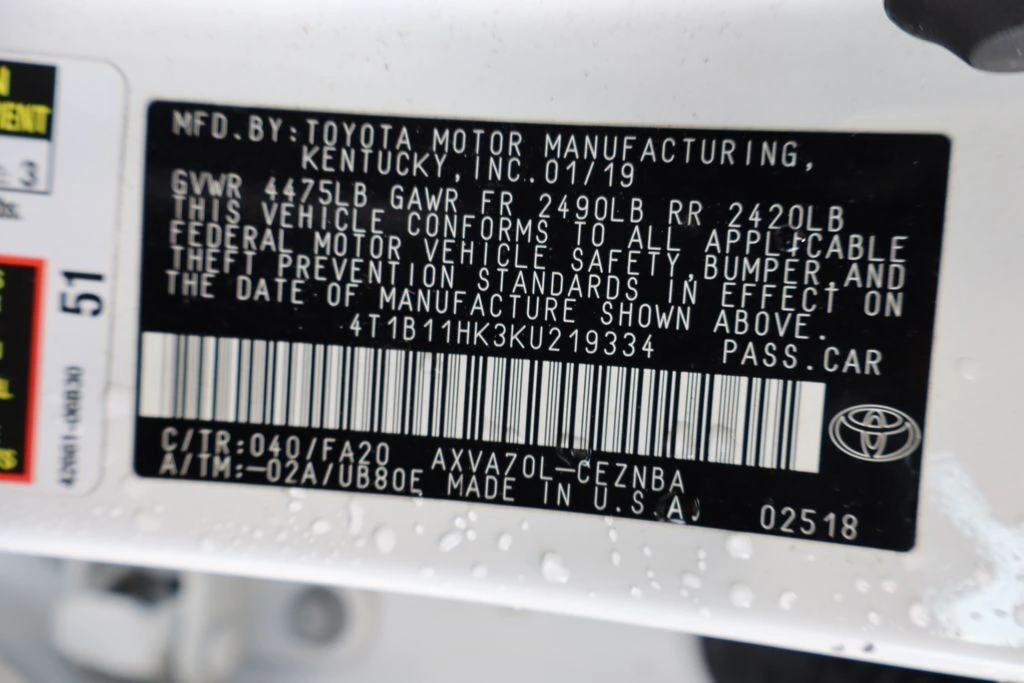 MFD.BY:TOYOTA MOTOR MANUFACTURING,
KENTUCKY, INC. 01/19
GVWR 4475LB GAWR FR 2490LB RR 2420LB
THIS VEHICLE CONFORMS TO ALL APPLICABLE
FEDERAL MOTOR VEHICLE SAFETY, BUMPER, AND
THEFT PREVENTION STANDARDS IN EFFECT ON
THE DATE OF MANUFACTURE SHOWN ABOVE.
4T1B11HK3KU219334 PASS.CAR
C/TR:040/FA20 AXVA70L-CEZNBA
A/TM:-02A/UB80E MADE IN U.S.A.
02518
51
3